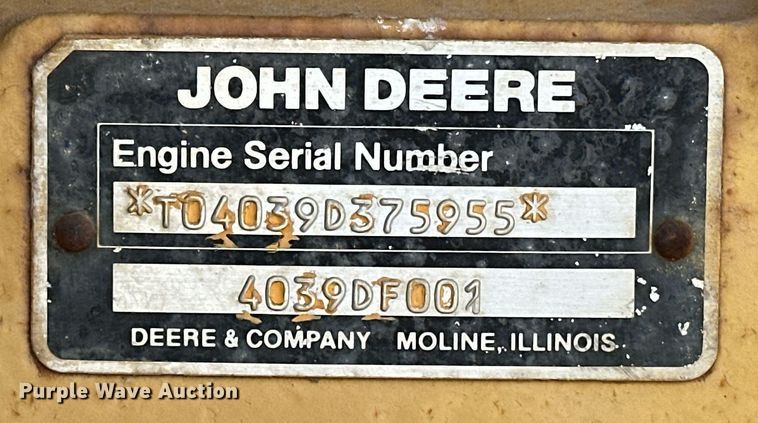 JOHN DEERE
Engine Serial Number
*T04039D375955*
4039DF001
DEERE & COMPANY MOLINE, ILLINOIS
Purple Wave Auction